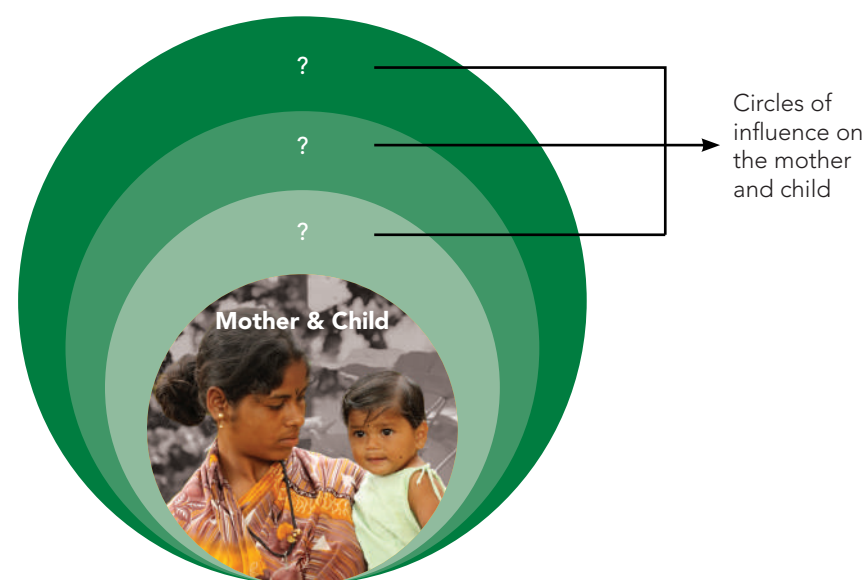 ?
?
?
Mother & Child
Circles of
influence on
the mother
and child